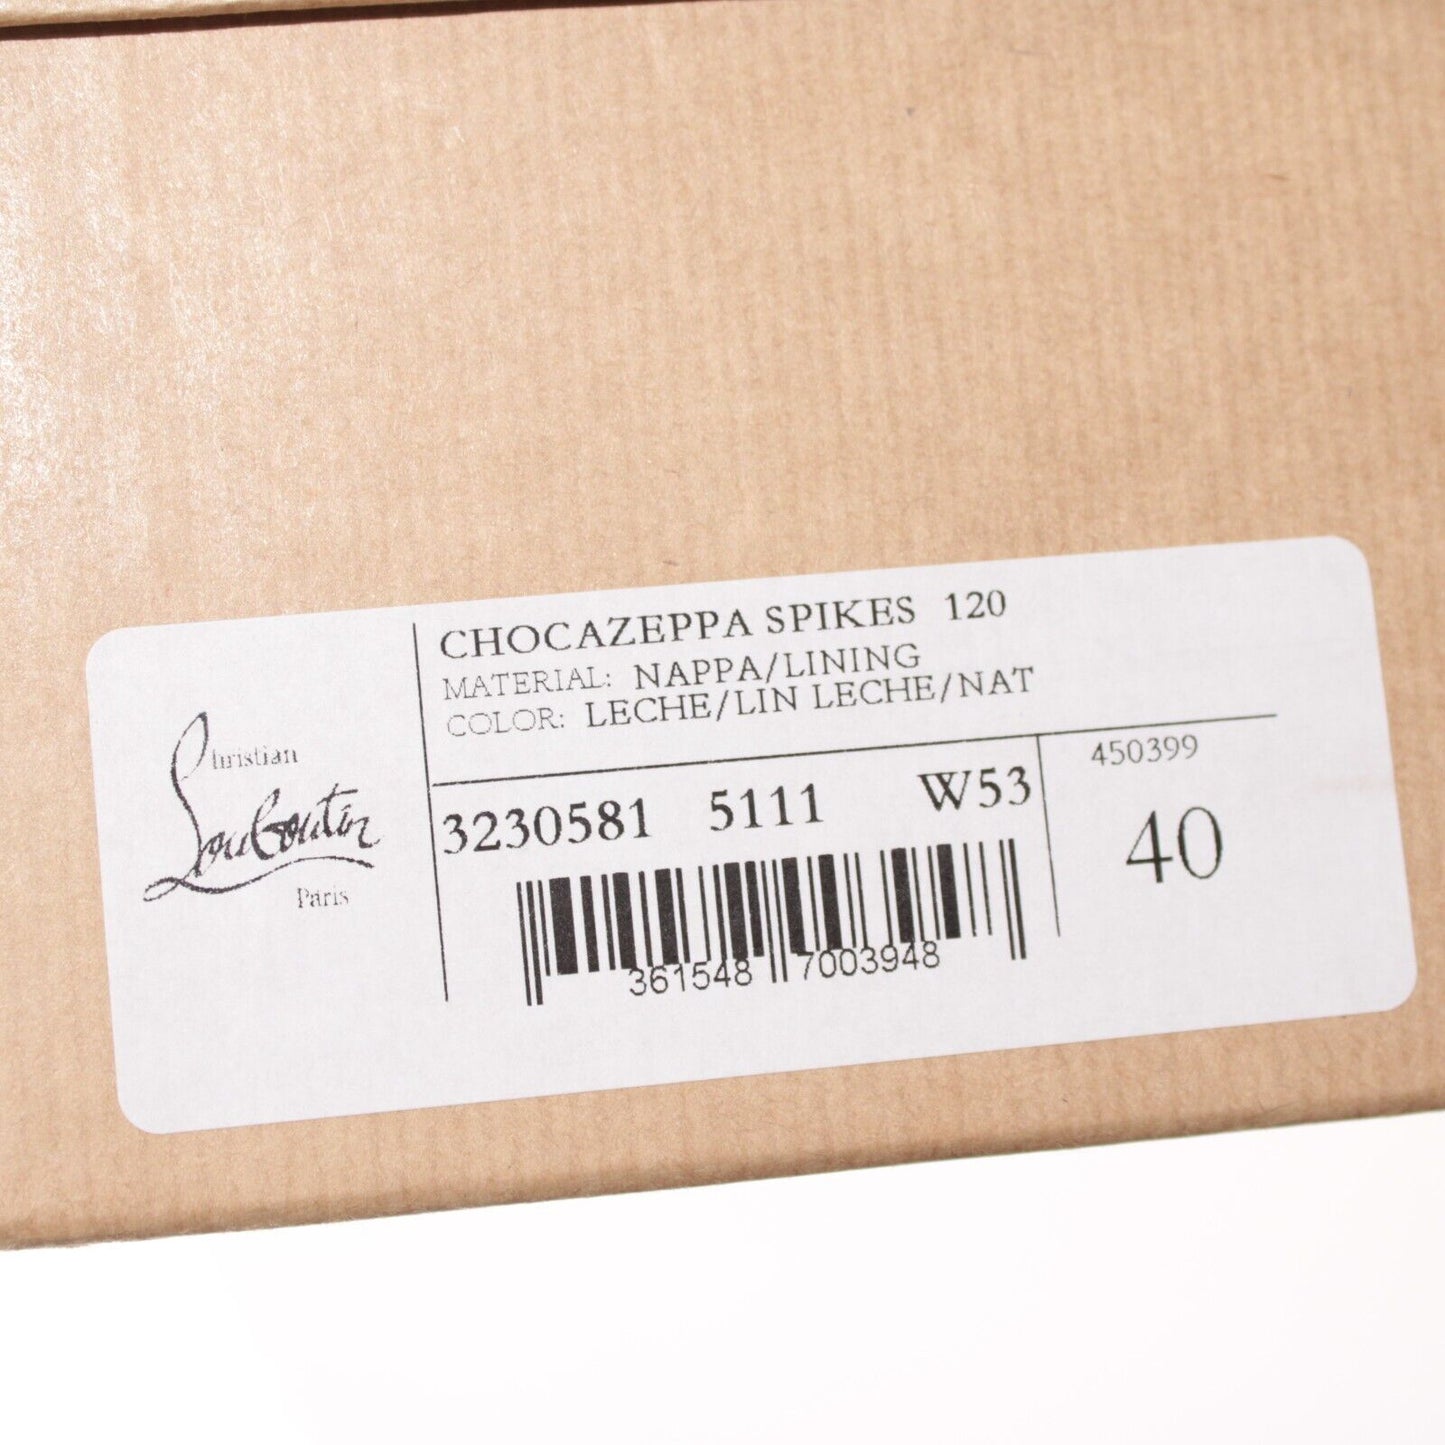 Christian
Louboutin
Paris
CHOCAZEPPA SPIKES 120
MATERIAL: NAPPA/LINING
COLOR: LECHE/LIN LECHE/NAT
3230581 5111 W53
450399
40
361548 7003948